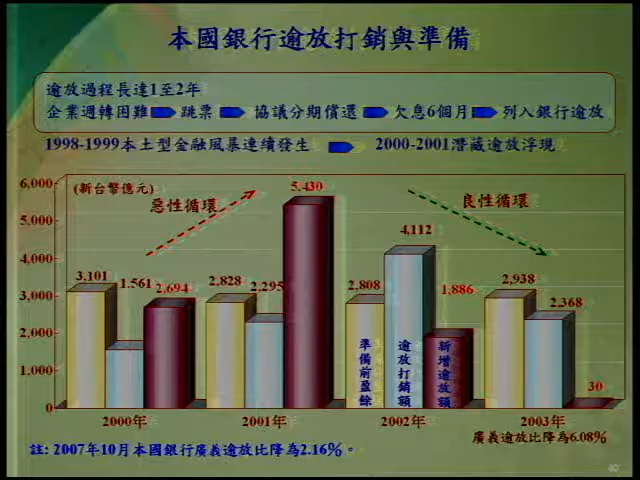 本國銀行逾放打銷與準備
逾放過程長達1至2年
企業週轉困難 跳票 協議分期償還 欠息6個月 列入銀行逾放
1998-1999本土型金融風暴連續發生 2000-2001潛藏逾放浮現
(新台幣億元)
惡性循環
良性循環
6,000
5,000
4,000
3,000
2,000
1,000
0
3,101 1,561 2,694
2,828 2,295 5,430
2,808 4,112 1,886
2,938 2,368 30
準備前盈餘
逾放打銷額
新增逾放額
2000年 2001年 2002年 2003年
廣義逾放比降為6.08%
註: 2007年10月本國銀行廣義逾放比降為2.16%。